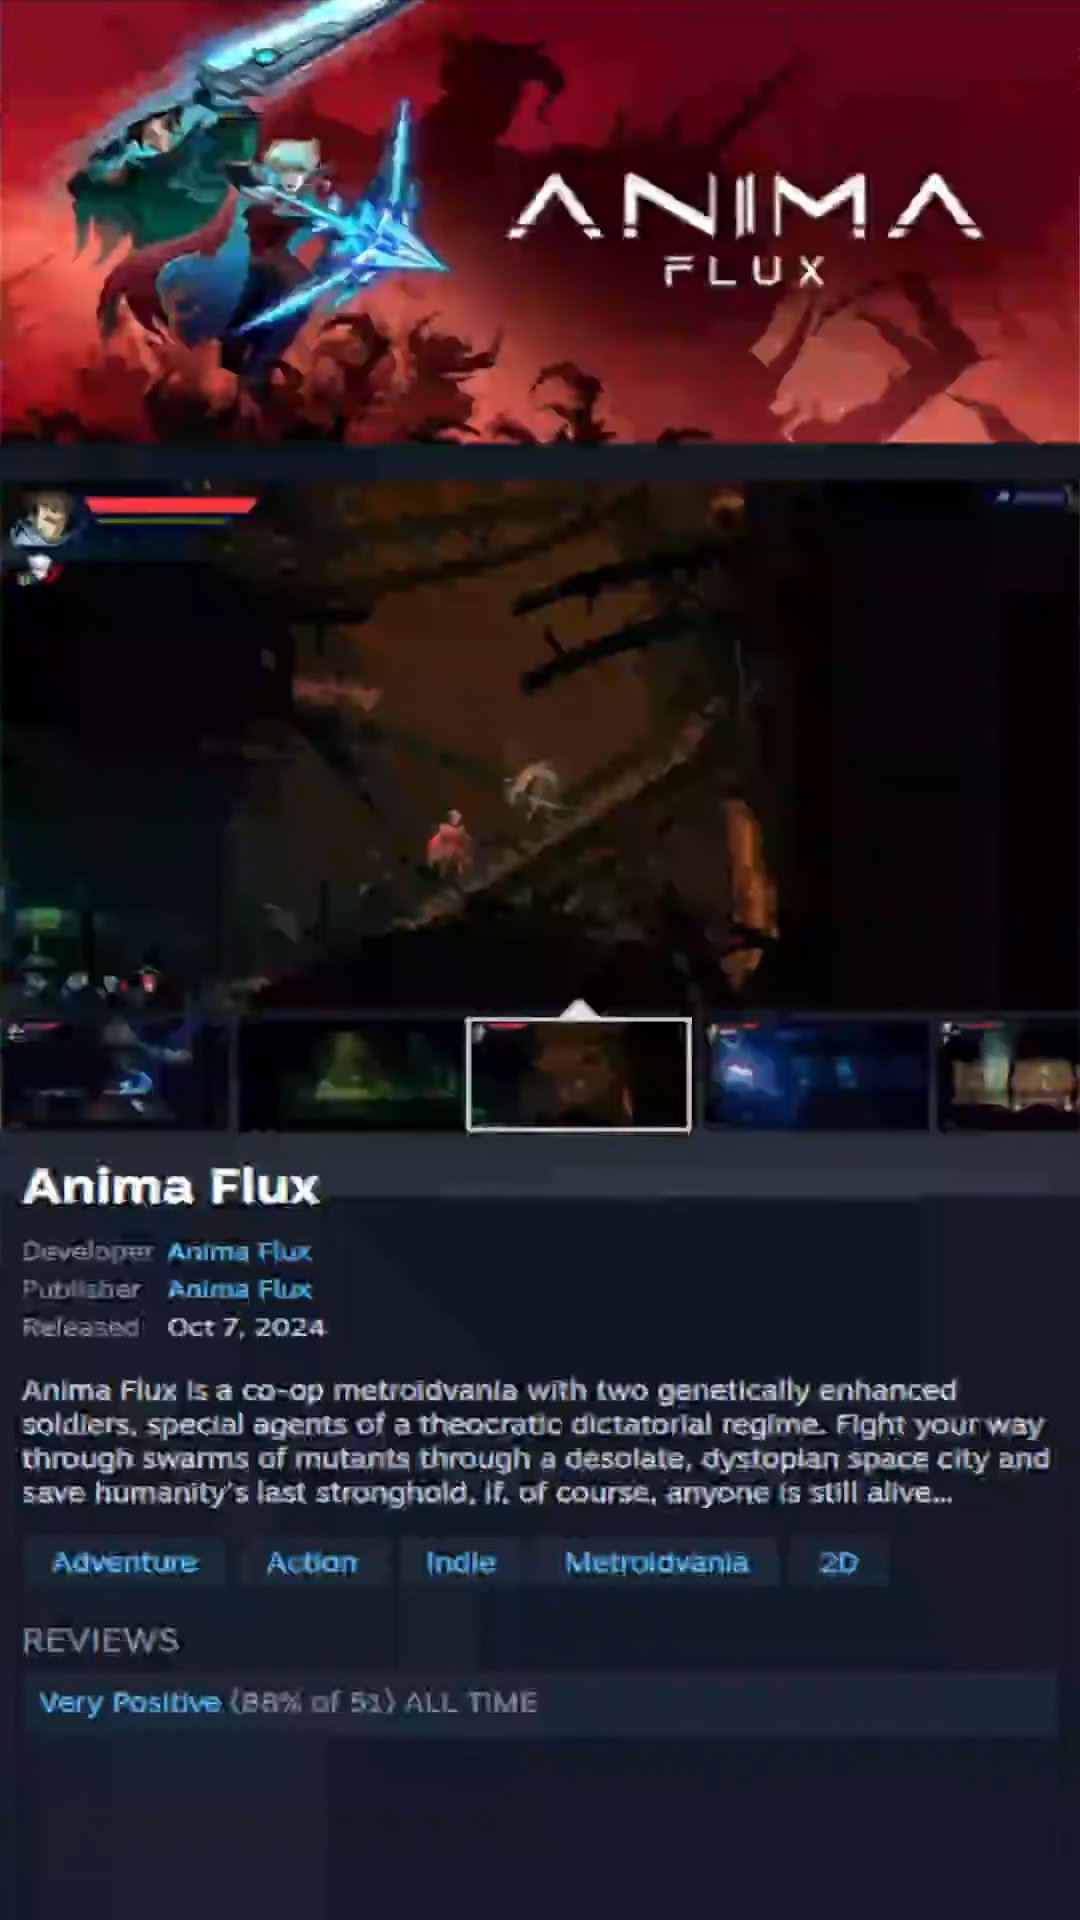 ANIMA
FLUX
Anima Flux
Developer Anima Flux
Publisher Anima Flux
Released Oct 7, 2024
Anima Flux is a co-op metroidvania with two genetically enhanced
soldiers, special agents of a theocratic dictatorial regime. Fight your way
through swarms of mutants through a desolate, dystopian space city and
save humanity's last stronghold, if, of course, anyone is still alive...
Adventure Action Indie Metroidvania 2D
REVIEWS
Very Positive (88% of 51) ALL TIME